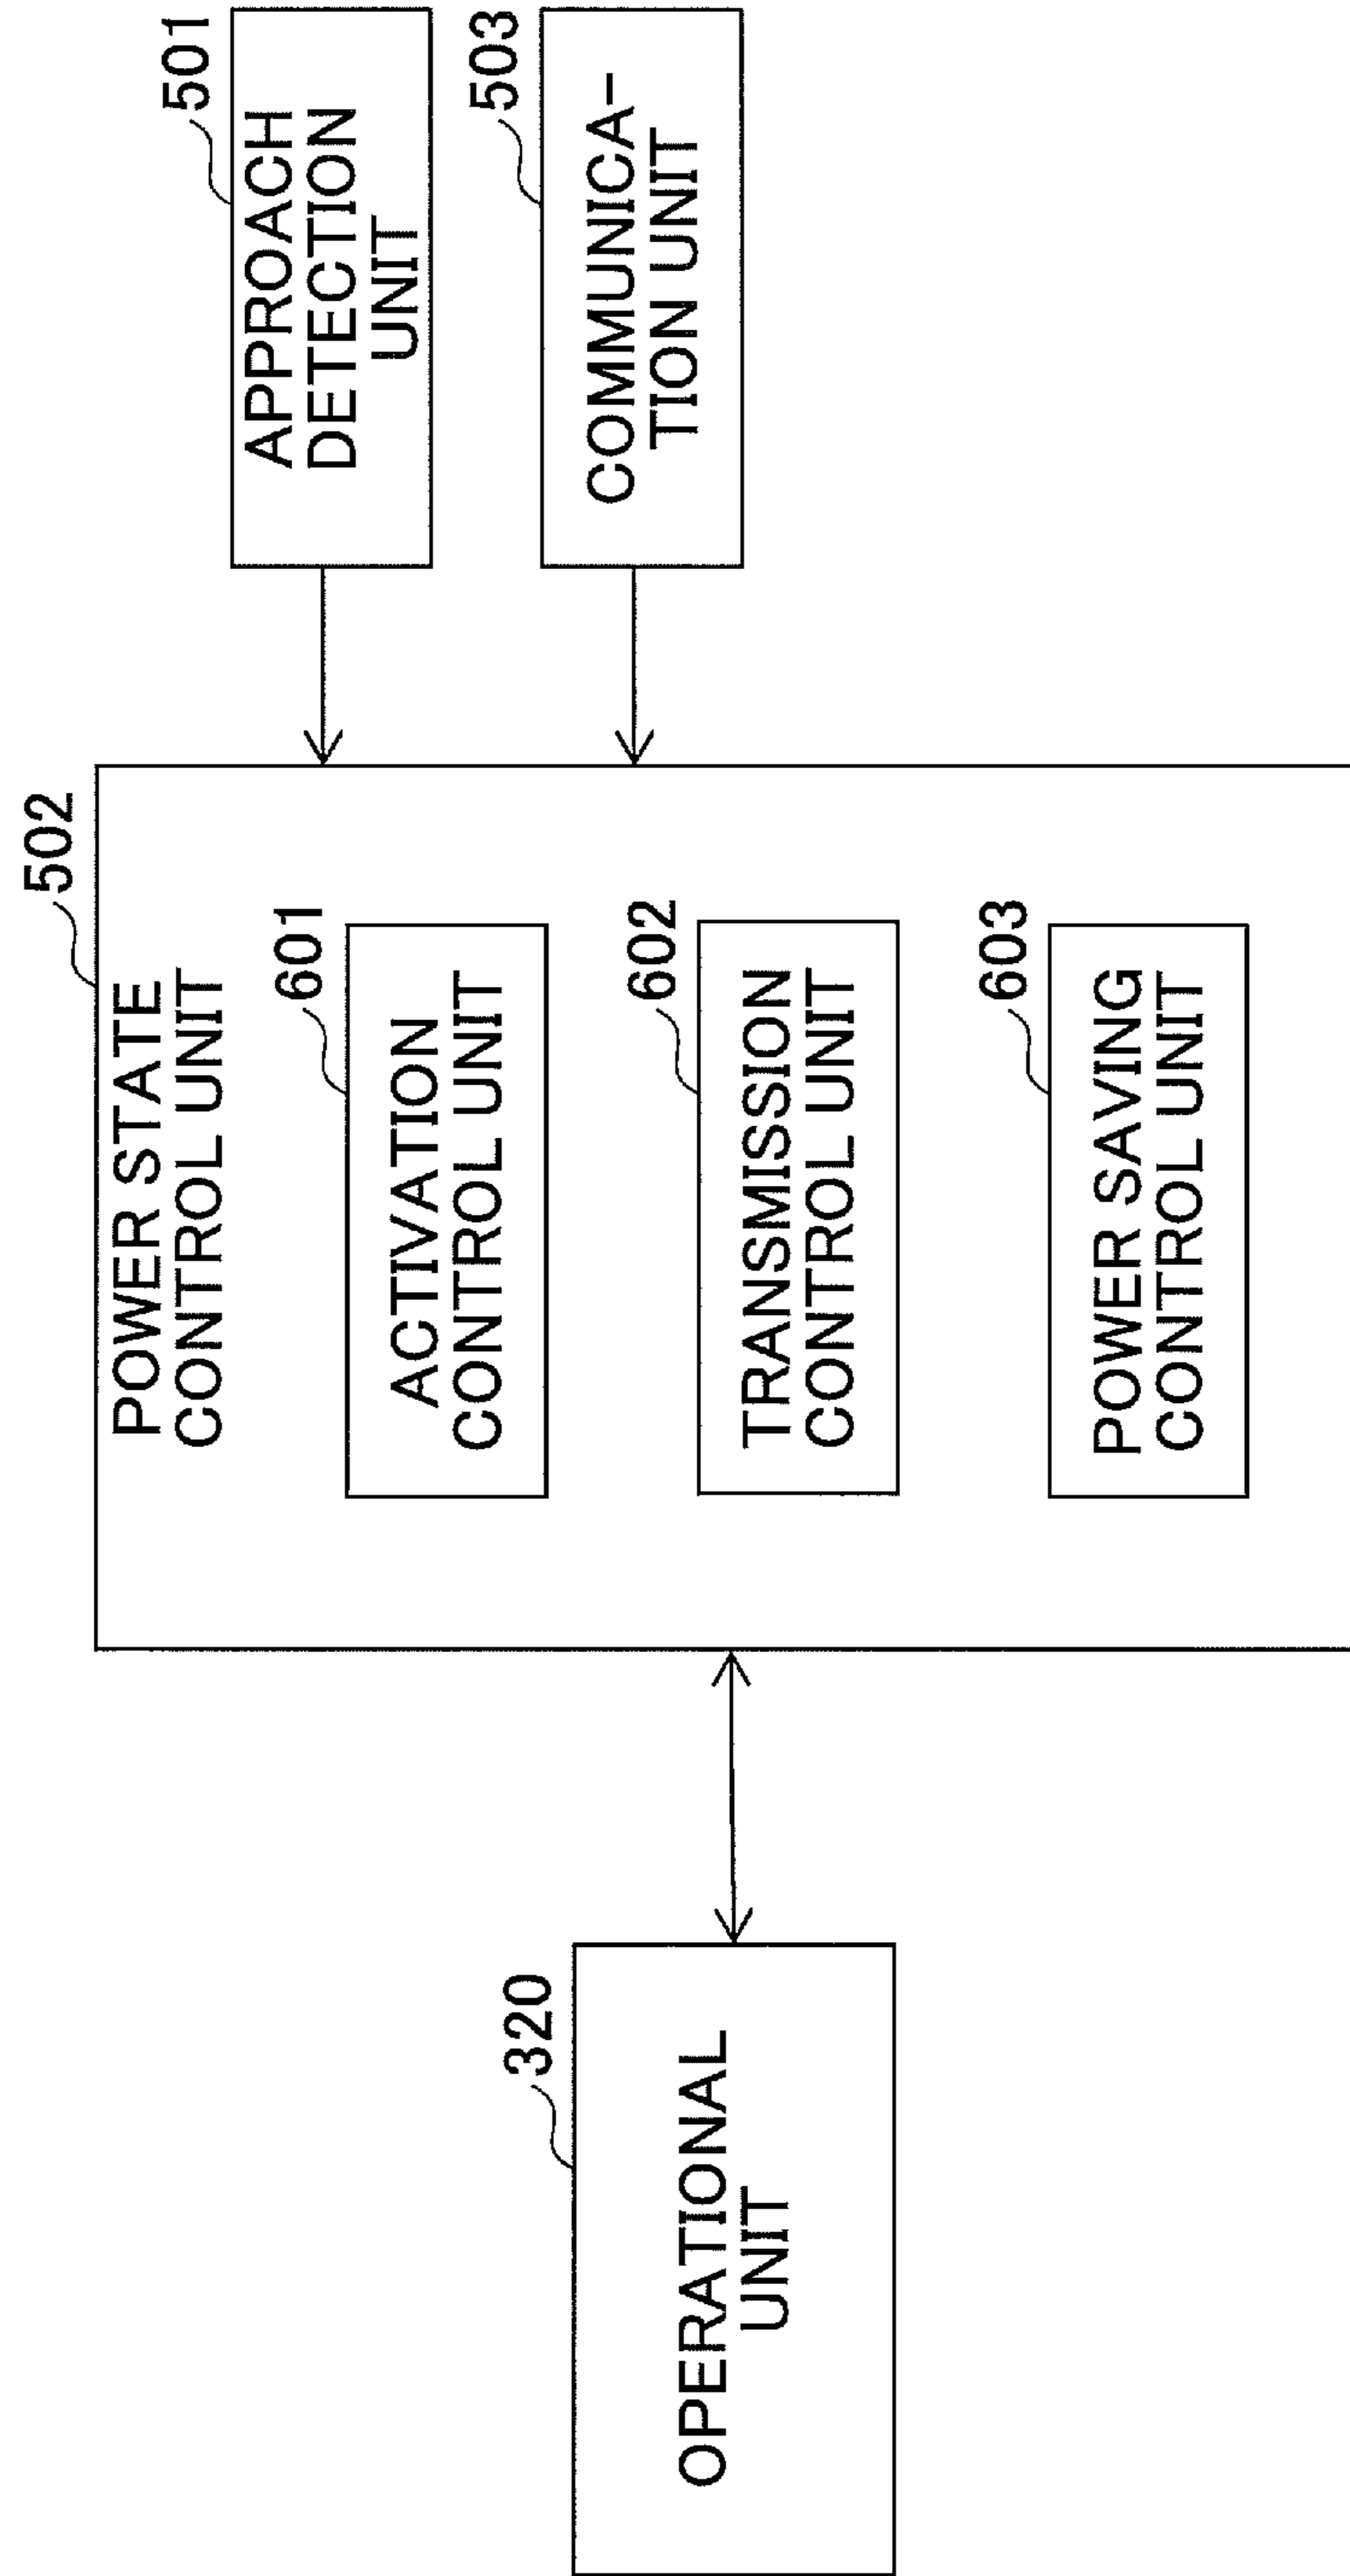 502
POWER STATE
CONTROL UNIT
601
ACTIVATION
CONTROL UNIT
602
TRANSMISSION
CONTROL UNIT
603
POWER SAVING
CONTROL UNIT
320
OPERATIONAL
UNIT
501
APPROACH
DETECTION
UNIT
503
COMMUNICA-
TION UNIT